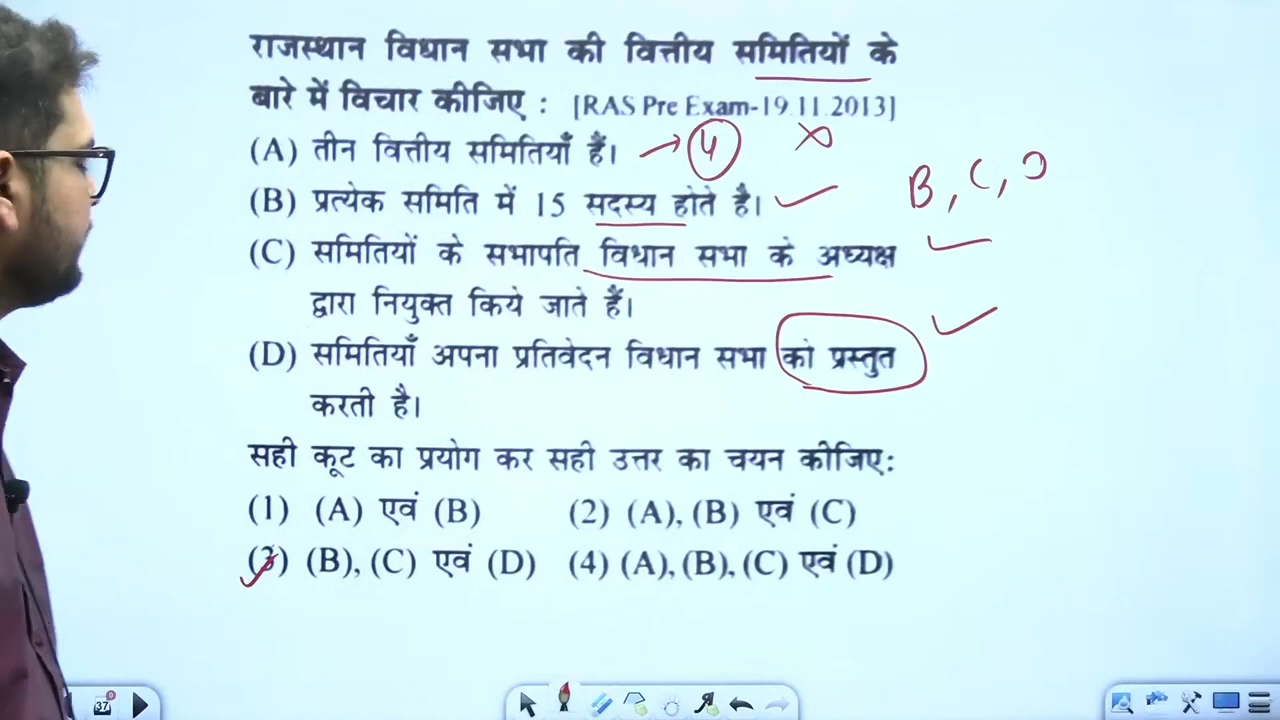 राजस्थान विधान सभा की वित्तीय समितियों के
बारे में विचार कीजिए : [RAS Pre Exam-19.11.2013]
(A) तीन वित्तीय समितियाँ हैं। → 4
(B) प्रत्येक समिति में 15 सदस्य होते है।
B, C, D
(C) समितियों के सभापति विधान सभा के अध्यक्ष
द्वारा नियुक्त किये जाते हैं।
(D) समितियाँ अपना प्रतिवेदन विधान सभा को प्रस्तुत
करती है।
सही कूट का प्रयोग कर सही उत्तर का चयन कीजिए:
(1) (A) एवं (B) (2) (A), (B) एवं (C)
(3) (B), (C) एवं (D) (4) (A), (B), (C) एवं (D)
37